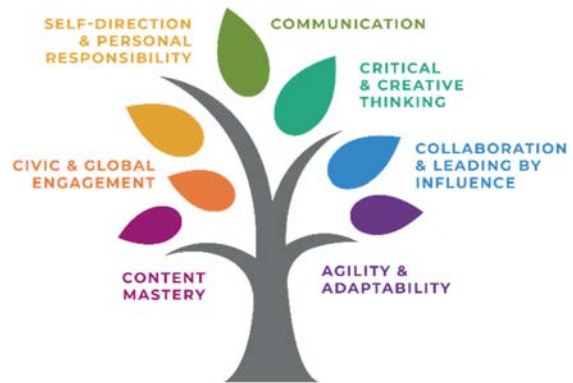 SELF-DIRECTION
& PERSONAL
RESPONSIBILITY
COMMUNICATION
CRITICAL
& CREATIVE
THINKING
CIVIC & GLOBAL
ENGAGEMENT
COLLABORATION
& LEADING BY
INFLUENCE
CONTENT
MASTERY
AGILITY &
ADAPTABILITY